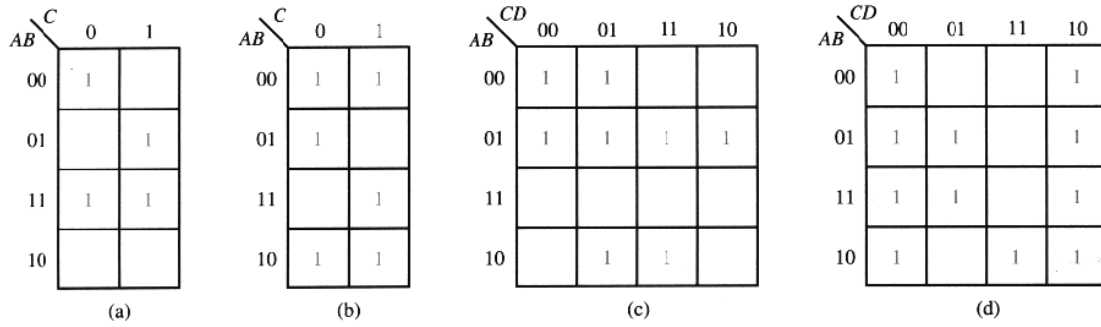 C C CD CD
AB 0 1 AB 0 1 AB 00 01 11 10 AB 00 01 11 10
00 1 00 1 1 00 1 1 00 1 1
01 1 01 1 01 1 1 1 1 01 1 1 1
11 1 1 11 1 11 11 1 1 1
10 10 1 1 10 1 1 10 1 1 1
(a) (b) (c) (d)